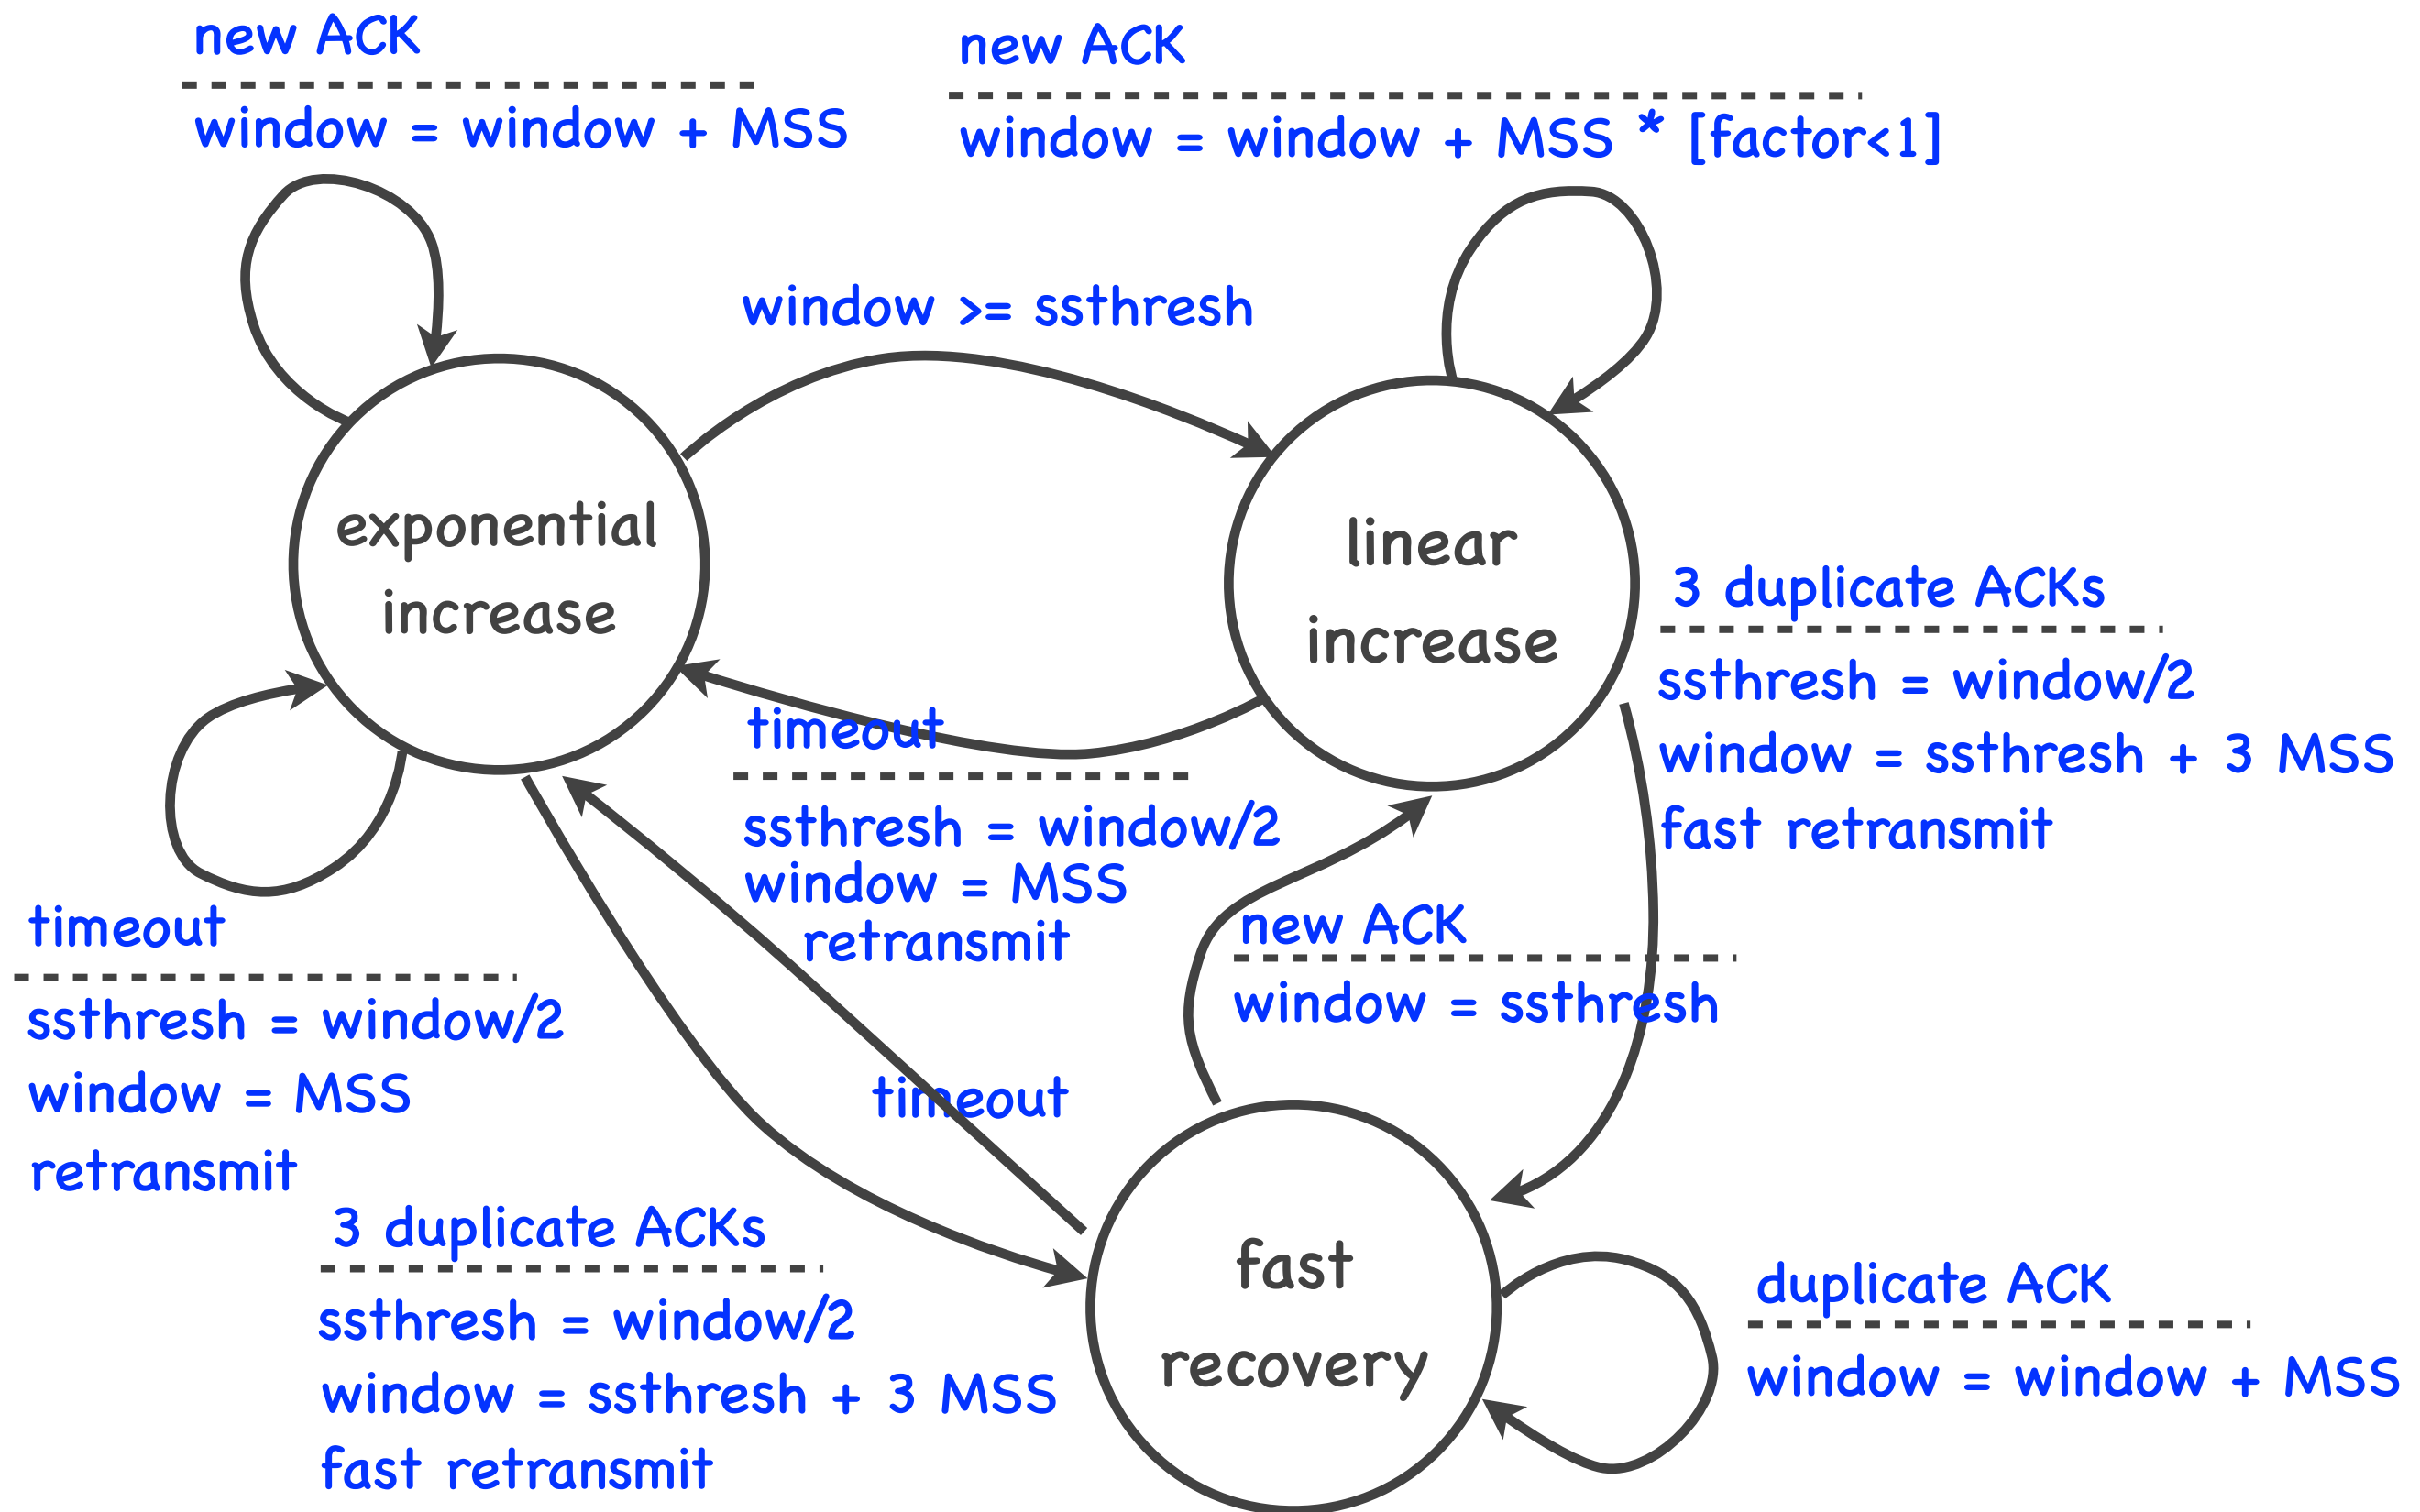 new ACK
window = window + MSS
new ACK
window = window + MSS * [factor<1]
window >= ssthresh
exponential
increase
linear
increase
3 duplicate ACKs
ssthresh = window/2
window = ssthresh + 3 MSS
fast retransmit
timeout
ssthresh = window/2
window = MSS
retransmit
new ACK
window = ssthresh
timeout
ssthresh = window/2
window = MSS
retransmit
timeout
3 duplicate ACKs
ssthresh = window/2
window = ssthresh + 3 MSS
fast retransmit
fast
recovery
duplicate ACK
window = window + MSS